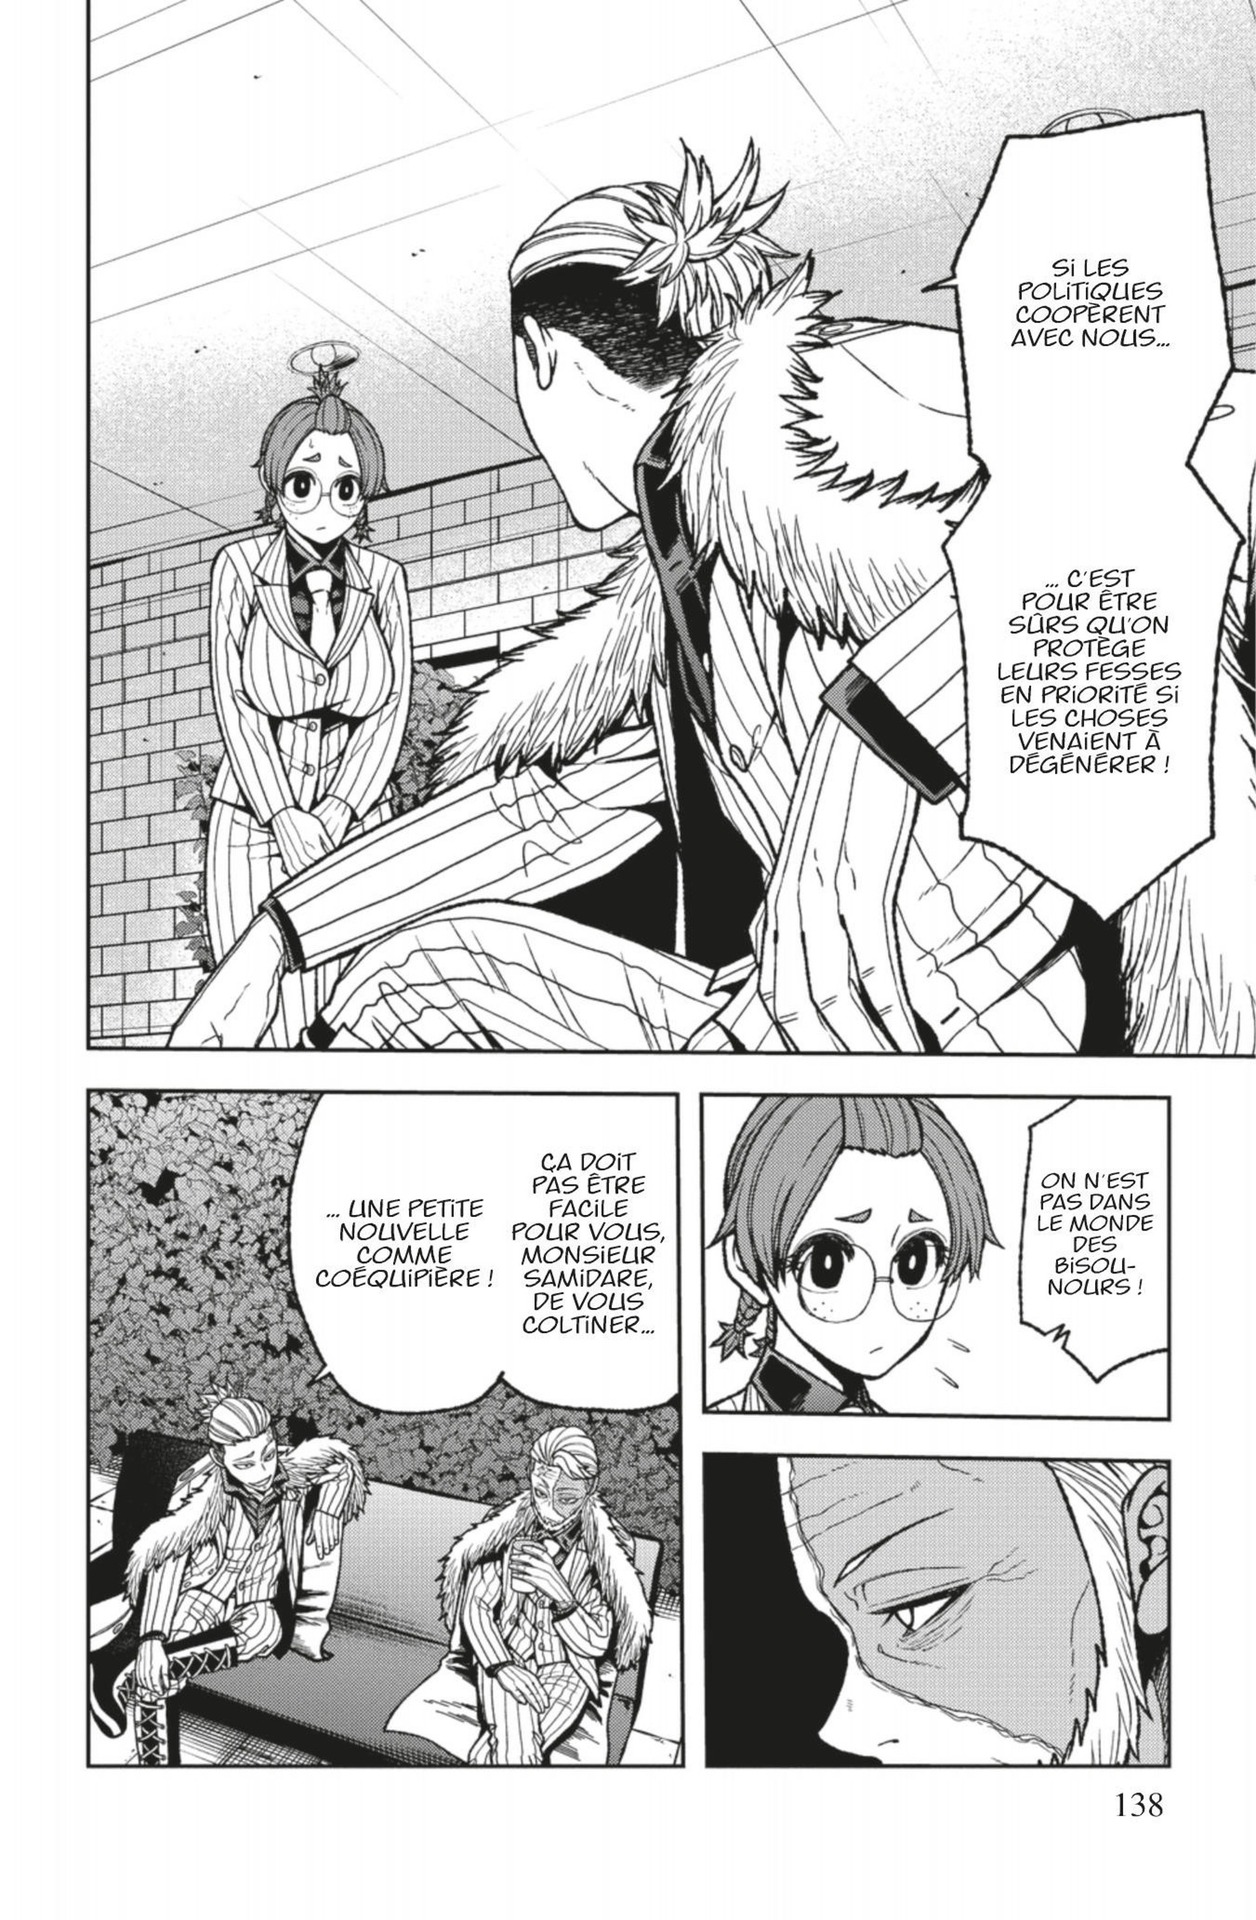 SI LES
POLITIQUES
COOPÈRENT
AVEC NOUS...
... C'EST
POUR ÊTRE
SÛRS QU'ON
PROTÈGE
LEURS FESSES
EN PRIORITÉ SI
LES CHOSES
VENAIENT À
DÉGÉNÉRER !
ON N'EST
PAS DANS
LE MONDE
DES
BISOU-
NOURS !
ÇA DOIT
PAS ÊTRE
FACILE
POUR VOUS,
MONSIEUR
SAMIDARE,
DE VOUS
COLTINER...
... UNE PETITE
NOUVELLE
COMME
COÉQUIPIÈRE !
138